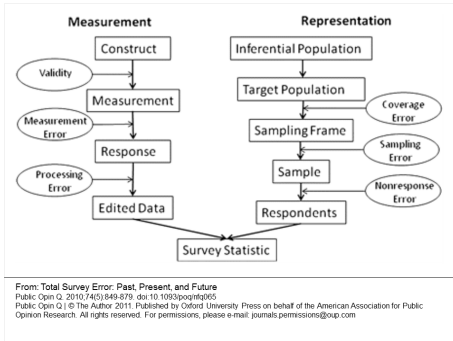 Measurement
Representation
Construct
Inferential Population
Validity
Target Population
Measurement
Coverage
Error
Measurement
Error
Sampling Frame
Response
Sampling
Error
Sample
Processing
Error
Nonresponse
Error
Edited Data
Respondents
Survey Statistic
From: Total Survey Error: Past, Present, and Future
Public Opin Q. 2010;74(5):849-879. doi:10.1093/poq/nfq065
Public Opin Q | © The Author 2011. Published by Oxford University Press on behalf of the American Association for Public
Opinion Research. All rights reserved. For permissions, please e-mail: journals.permissions@oup.com